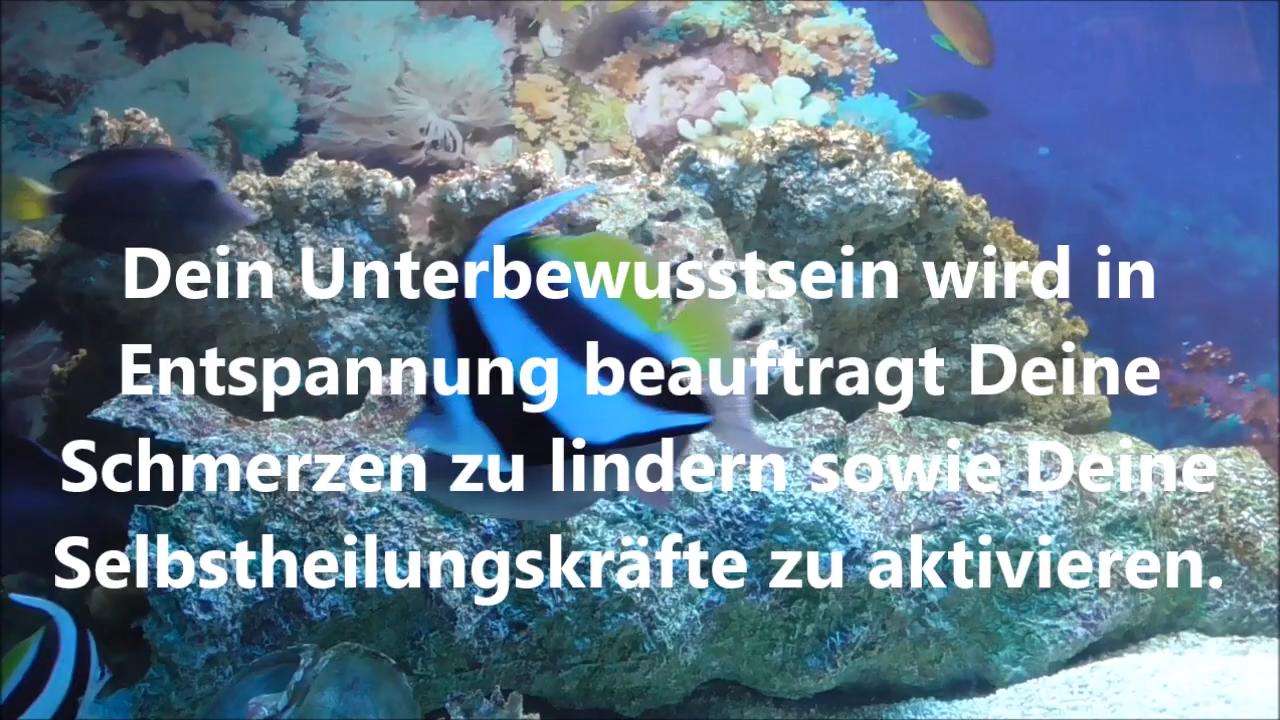 Dein Unterbewusstsein wird in
Entspannung beauftragt Deine
Schmerzen zu lindern sowie Deine
Selbstheilungskräfte zu aktivieren.